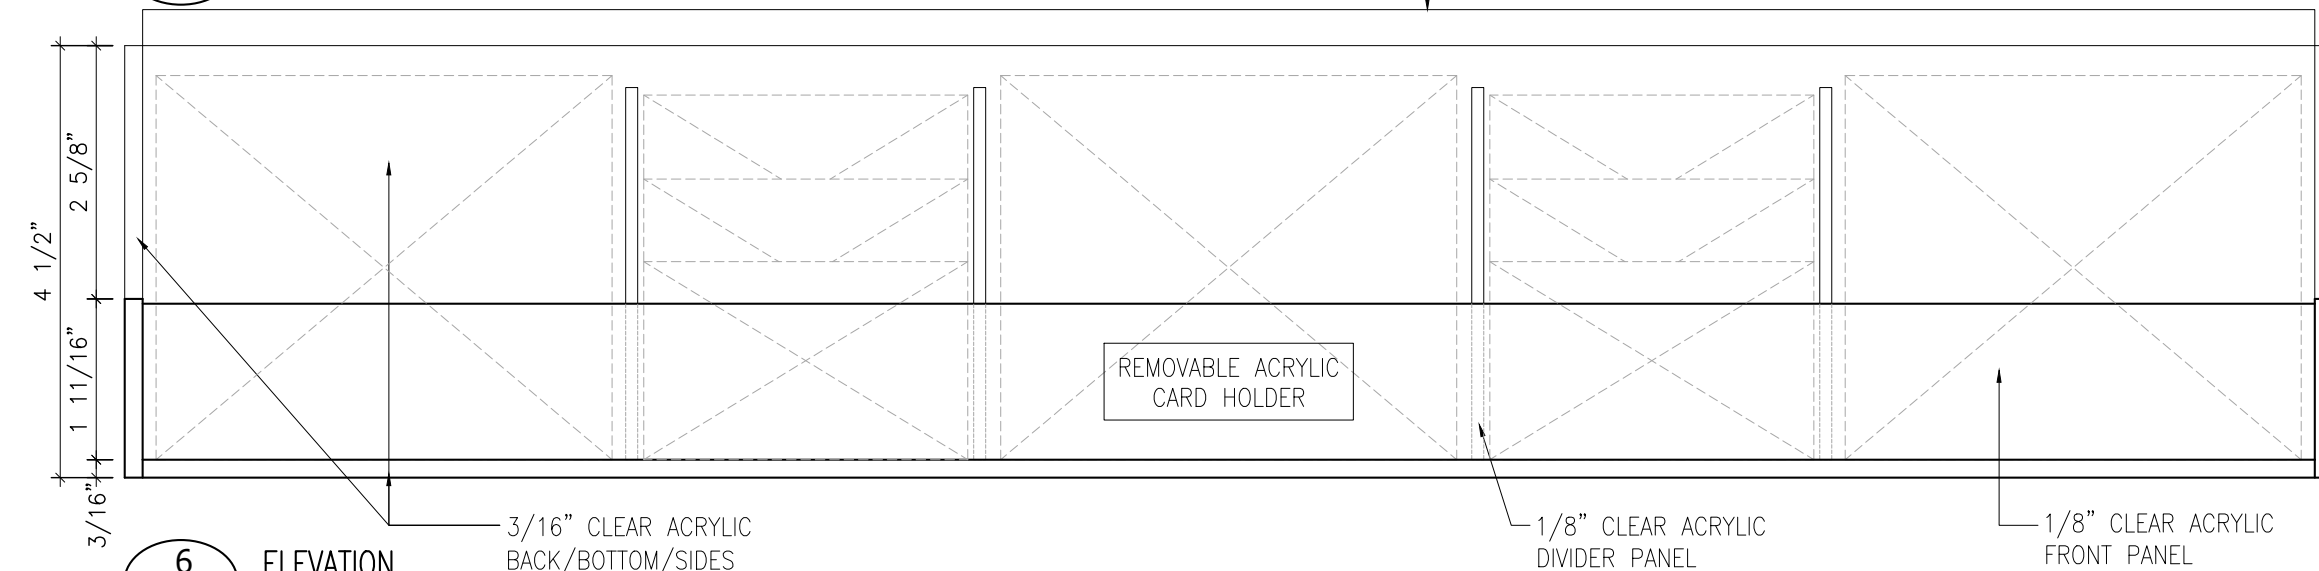 4 1/2”
2 5/8”
1 11/16”
3/16”
REMOVABLE ACRYLIC
CARD HOLDER
3/16” CLEAR ACRYLIC
BACK/BOTTOM/SIDES
1/8” CLEAR ACRYLIC
DIVIDER PANEL
1/8” CLEAR ACRYLIC
FRONT PANEL
6
ELEVATION